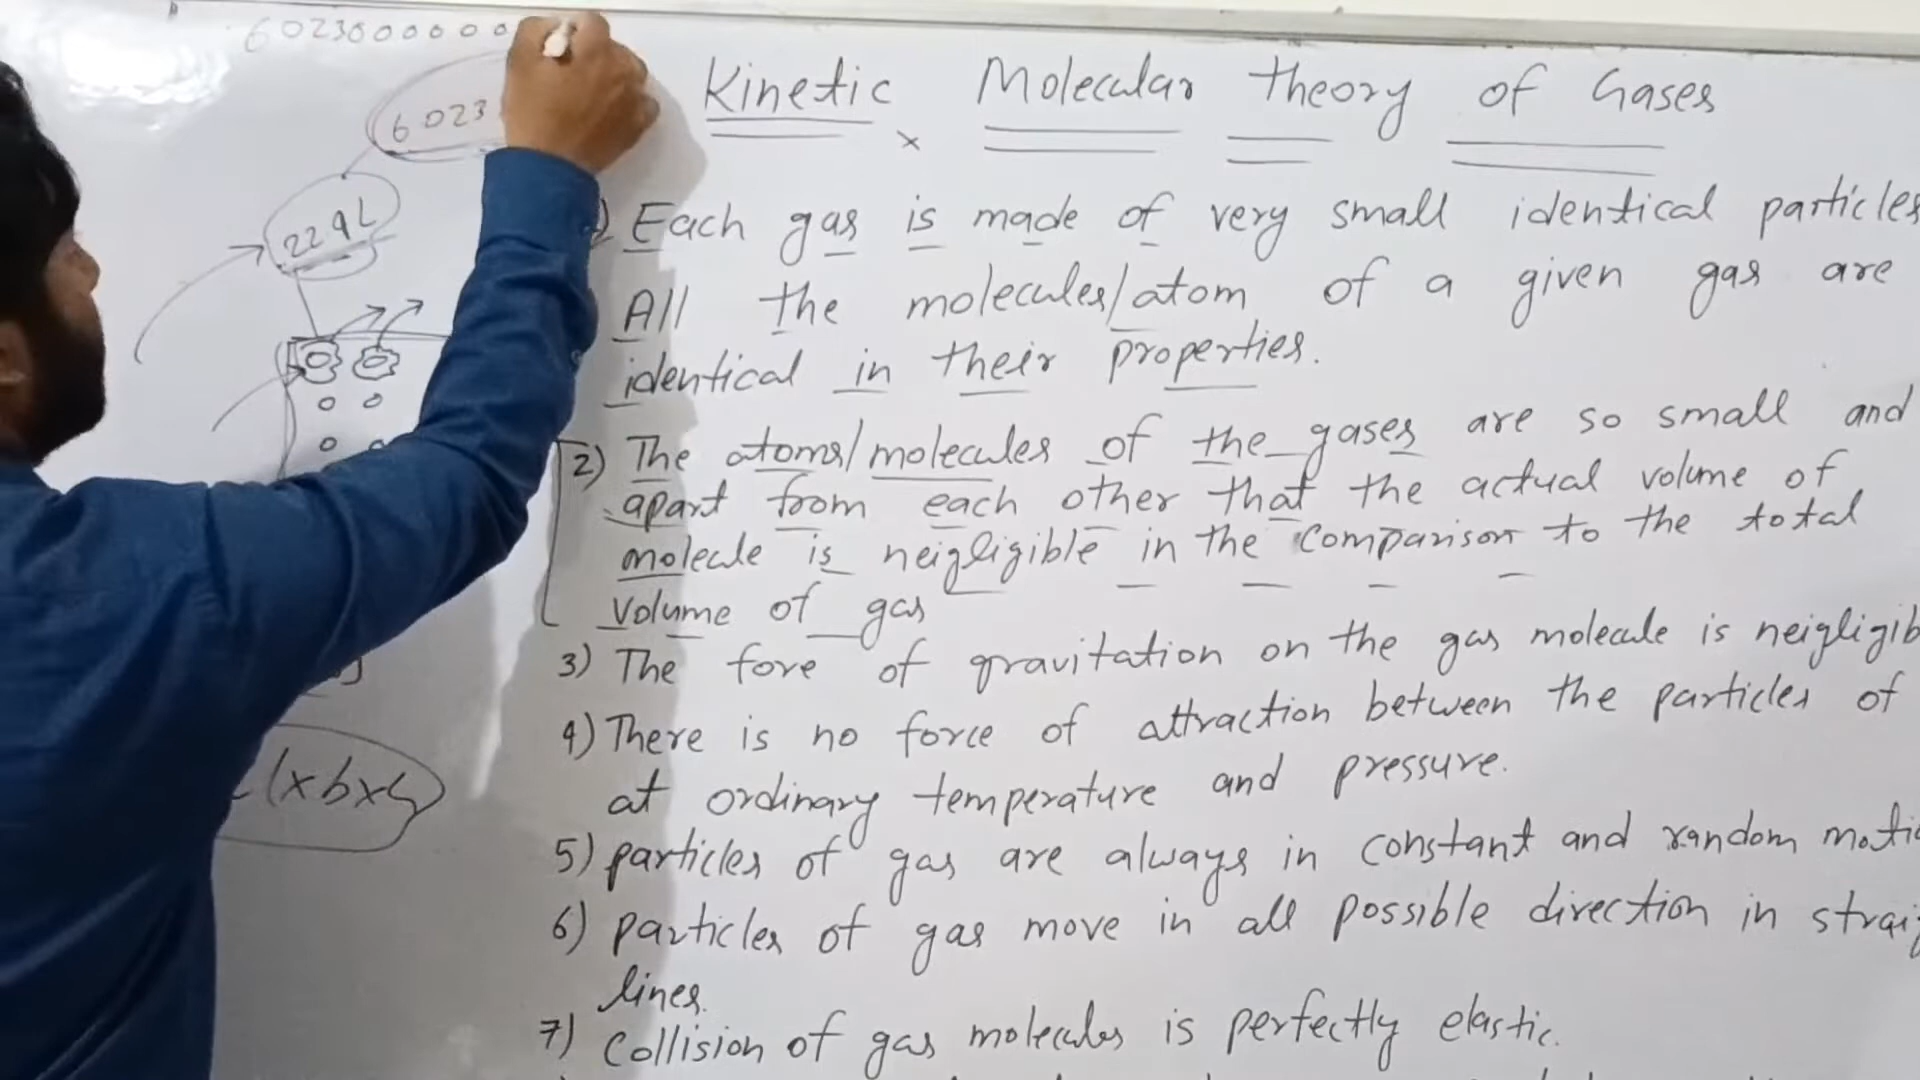 6023000000
Kinetic Molecular Theory of Gases
6023
Each gas is made of very small identical particles
224L
All the molecules/atom of a given gas are
identical in their properties.
2) The atoms/molecules of the gases are so small and
apart from each other that the actual volume of
molecule is neigligible in the comparison to the total
volume of gas
3) The fore of gravitation on the gas molecule is neigligib
4) There is no force of attraction between the particles of
at ordinary temperature and pressure.
lxbxh
5) particles of gas are always in constant and random motio
6) particles of gas move in all possible direction in straig
lines.
7) Collision of gas molecules is perfectly elastic.